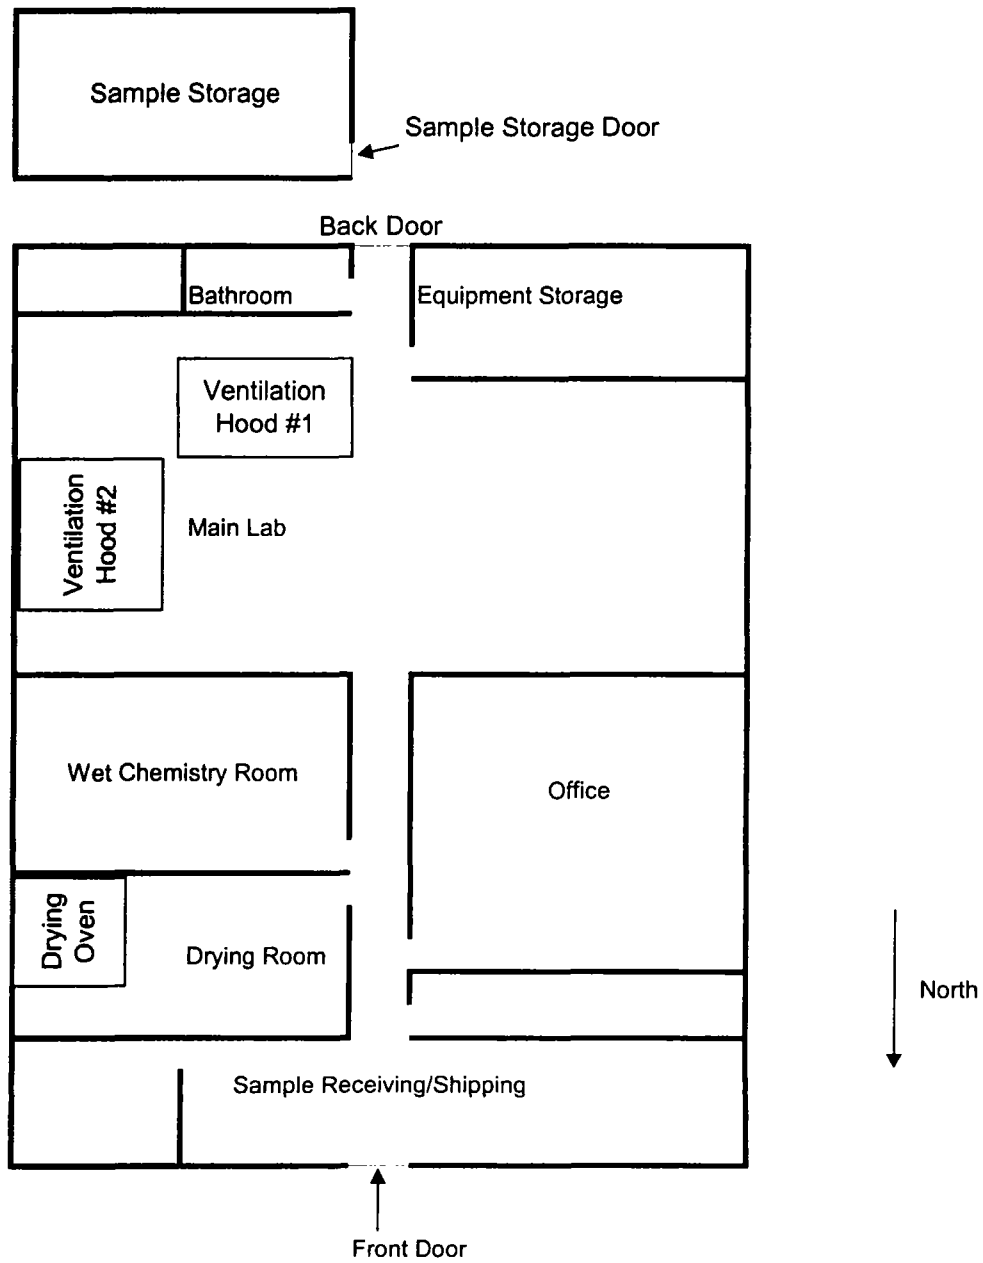 Sample Storage
Sample Storage Door
Back Door
Bathroom
Equipment Storage
Ventilation
Hood #1
Ventilation
Hood #2
Main Lab
Wet Chemistry Room
Office
Drying
Oven
Drying Room
North
Sample Receiving/Shipping
Front Door